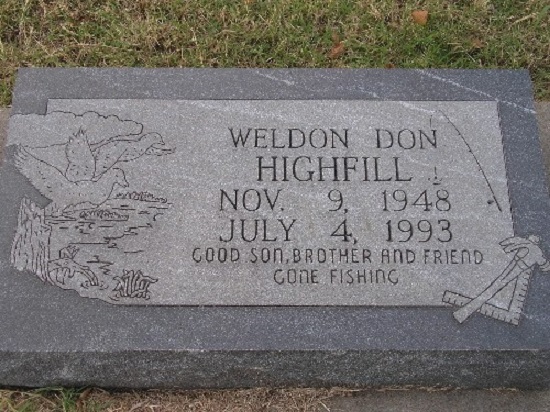 WELDON DON
HIGHFILL
NOV. 9, 1948
JULY 4, 1993
GOOD SON, BROTHER AND FRIEND
GONE FISHING